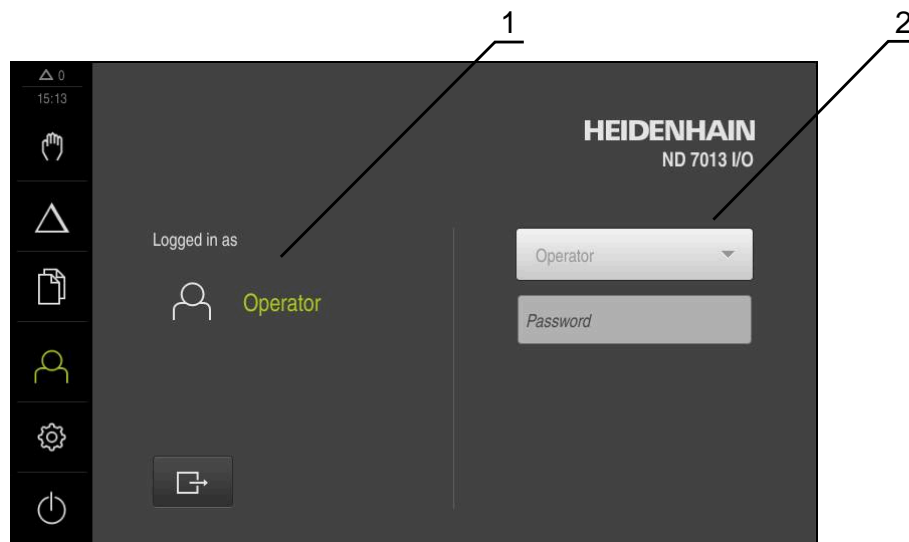 1
2
△ 0
15:13
HEIDENHAIN
ND 7013 I/O
Logged in as
Operator
Operator
Password